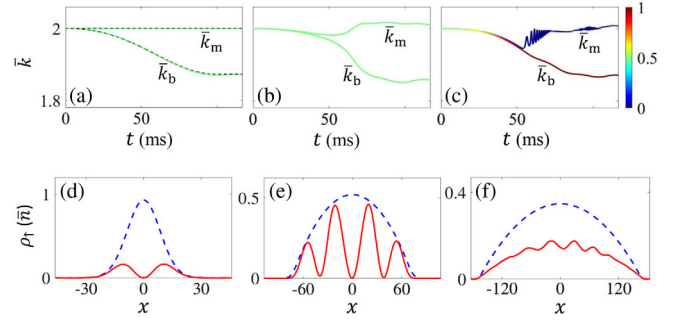 2
k̄
1.8
k̄m
k̄b
(a)
0
50
t (ms)
k̄m
k̄b
(b)
0
50
t (ms)
k̄m
k̄b
(c)
0
50
t (ms)
1
0.5
0
(d)
1
ρ↑ (n̄)
0
-30
0
30
x
(e)
0.5
0
-60
0
60
x
(f)
0.4
0
-120
0
120
x